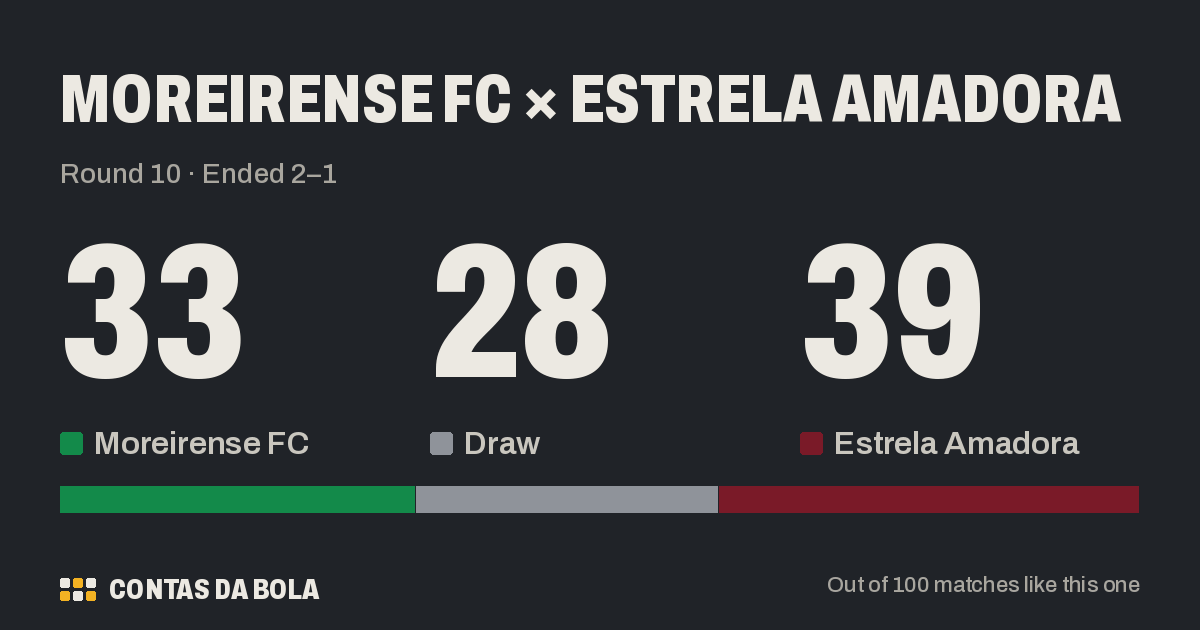 MOREIRENSE FC × ESTRELA AMADORA
Round 10 · Ended 2–1
33 28 39
Moreirense FC Draw Estrela Amadora
CONTAS DA BOLA
Out of 100 matches like this one